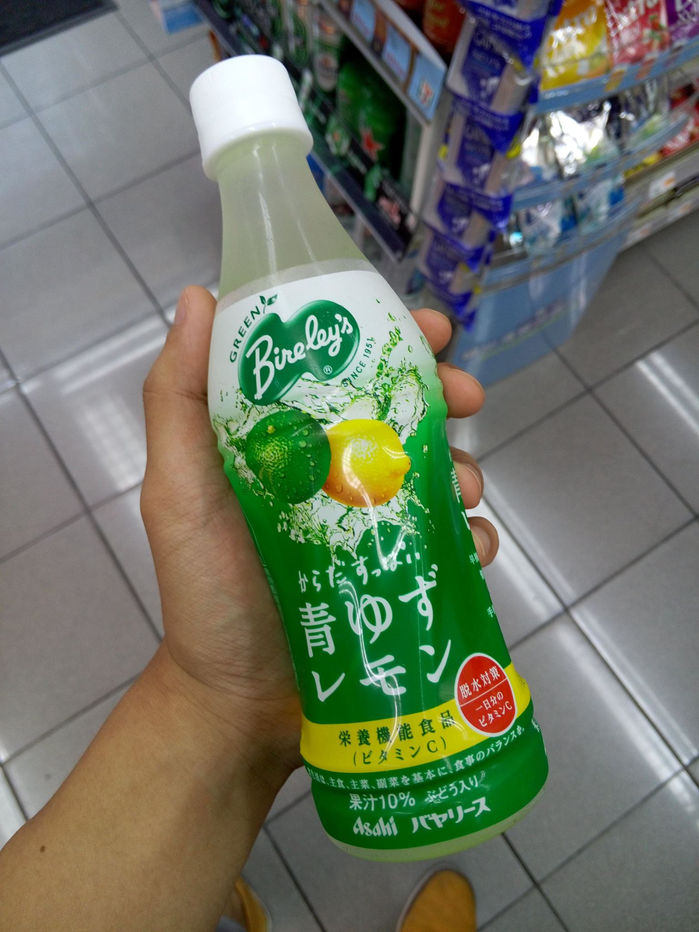 GREEN
Bireley's
®
SINCE 1951
からだすっぱい
青ゆず
レモン
脱水対策
一日分の
ビタミンC
栄養機能食品
(ビタミンC)
は、主食、主菜、副菜を基本に、食事のバランスを。
果汁10% ぶどう入り
Asahi バヤリース